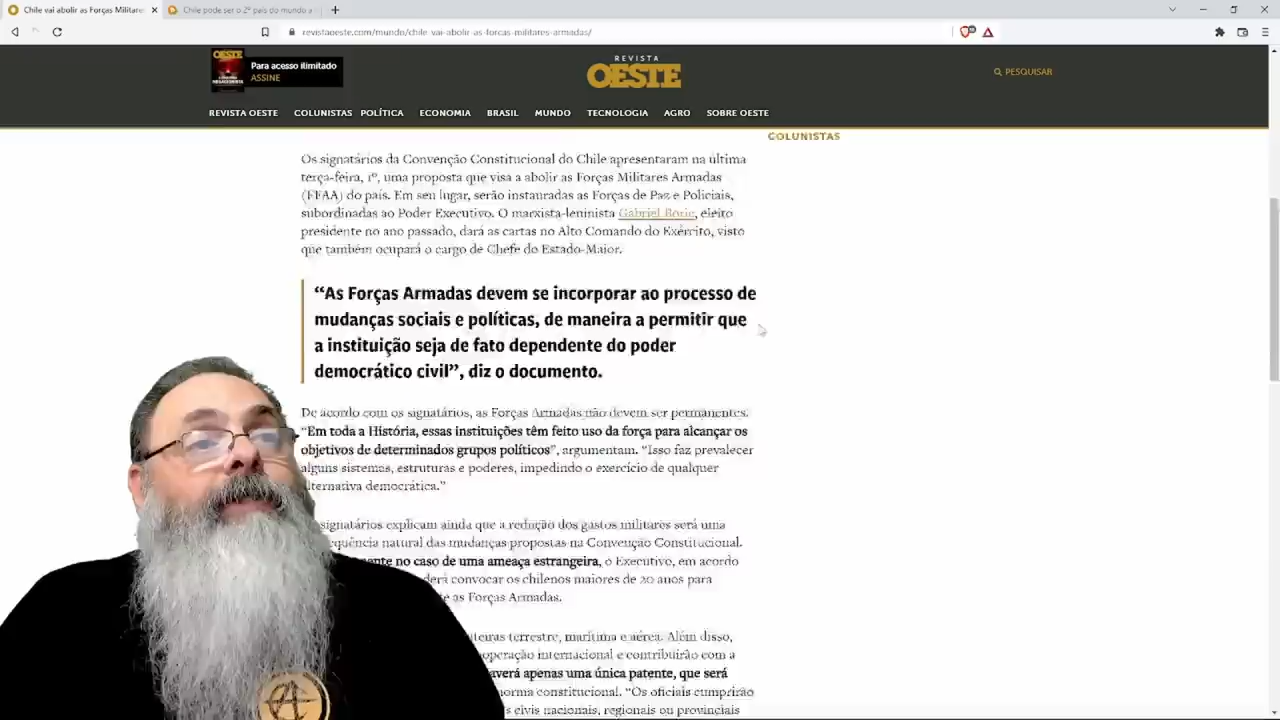 Chile vai abolir as Forças Militares
Chile pode ser o 2º país do mundo a
revistaoeste.com/mundo/chile-vai-abolir-as-forcas-militares-armadas/
OESTE
Para acesso ilimitado
ASSINE
REVISTA
OESTE
PESQUISAR
REVISTA OESTE COLUNISTAS POLÍTICA ECONOMIA BRASIL MUNDO TECNOLOGIA AGRO SOBRE OESTE
COLUNISTAS
Os signatários da Convenção Constitucional do Chile apresentaram na última
terça-feira, 1º, uma proposta que visa a abolir as Forças Militares Armadas
(FFAA) do país. Em seu lugar, serão instauradas as Forças de Paz e Policiais,
subordinadas ao Poder Executivo. O marxista-leninista Gabriel Boric, eleito
presidente no ano passado, dará as cartas no Alto Comando do Exército, visto
que também ocupará o cargo de Chefe do Estado-Maior.
“As Forças Armadas devem se incorporar ao processo de
mudanças sociais e políticas, de maneira a permitir que
a instituição seja de fato dependente do poder
democrático civil”, diz o documento.
De acordo com os signatários, as Forças Armadas não devem ser permanentes.
“Em toda a História, essas instituições têm feito uso da força para alcançar os
objetivos de determinados grupos políticos”, argumentam. “Isso faz prevalecer
alguns sistemas, estruturas e poderes, impedindo o exercício de qualquer
lternativa democrática.”
signatários explicam ainda que a redução dos gastos militares será uma
equência natural das mudanças propostas na Convenção Constitucional.
ente no caso de uma ameaça estrangeira, o Executivo, em acordo
derá convocar os chilenos maiores de 20 anos para
e as Forças Armadas.
teiras terrestre, marítima e aérea. Além disso,
operação internacional e contribuirão com a
averá apenas uma única patente, que será
norma constitucional. “Os oficiais cumprirão
s civis nacionais, regionais ou provinciais